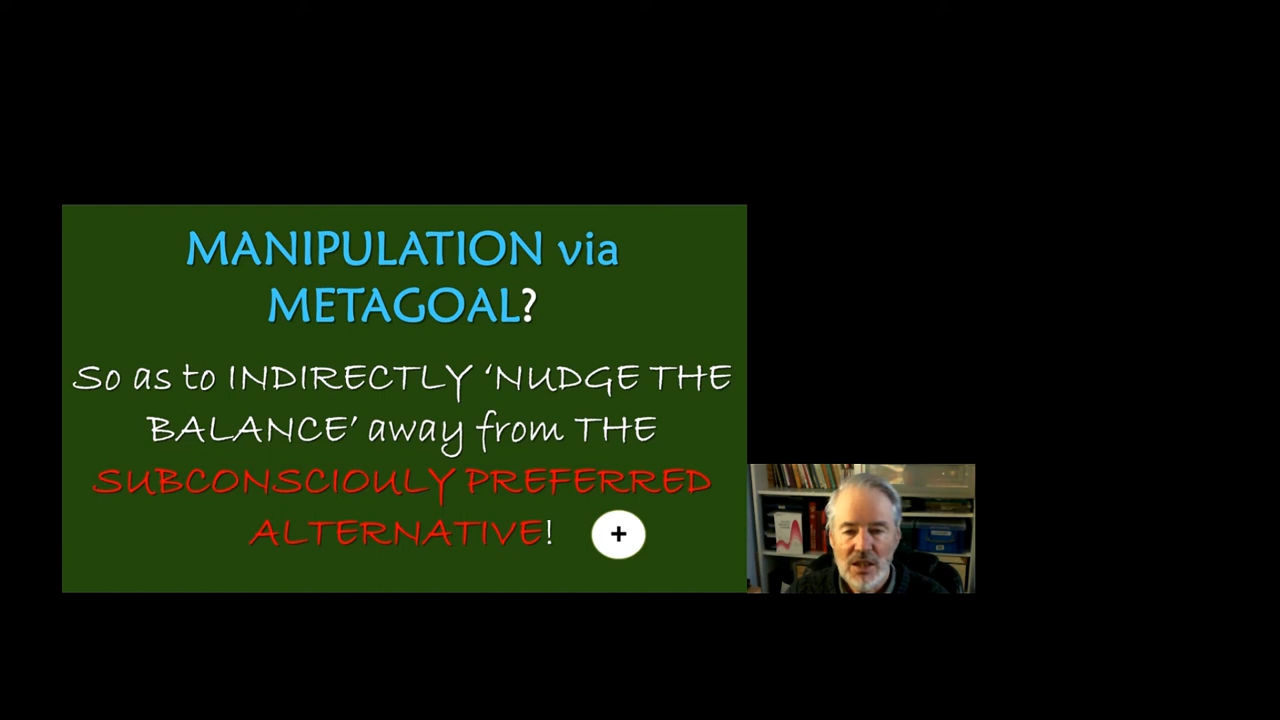 MANIPULATION via
METAGOAL?
So as to INDIRECTLY ‘NUDGE THE
BALANCE’ away from THE
SUBCONSCIOULY PREFERRED
ALTERNATIVE!
+